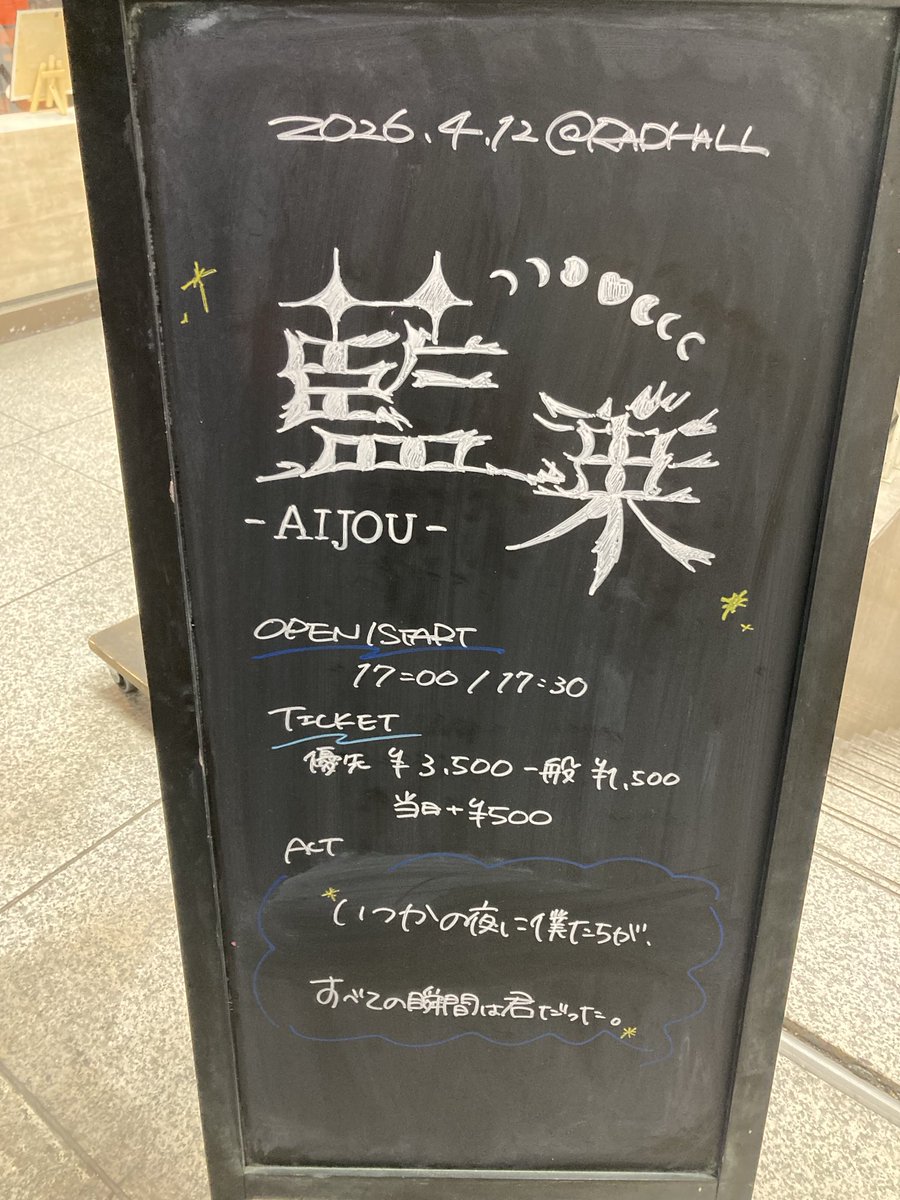 2026.4.12@RADHALL
藍乗
-AIJOU-
OPEN/START
17:00 / 17:30
TICKET
優先 ¥3,500 一般 ¥1,500
当日+¥500
ACT
いつかの夜に僕たちが、
すべての瞬間は君だった。